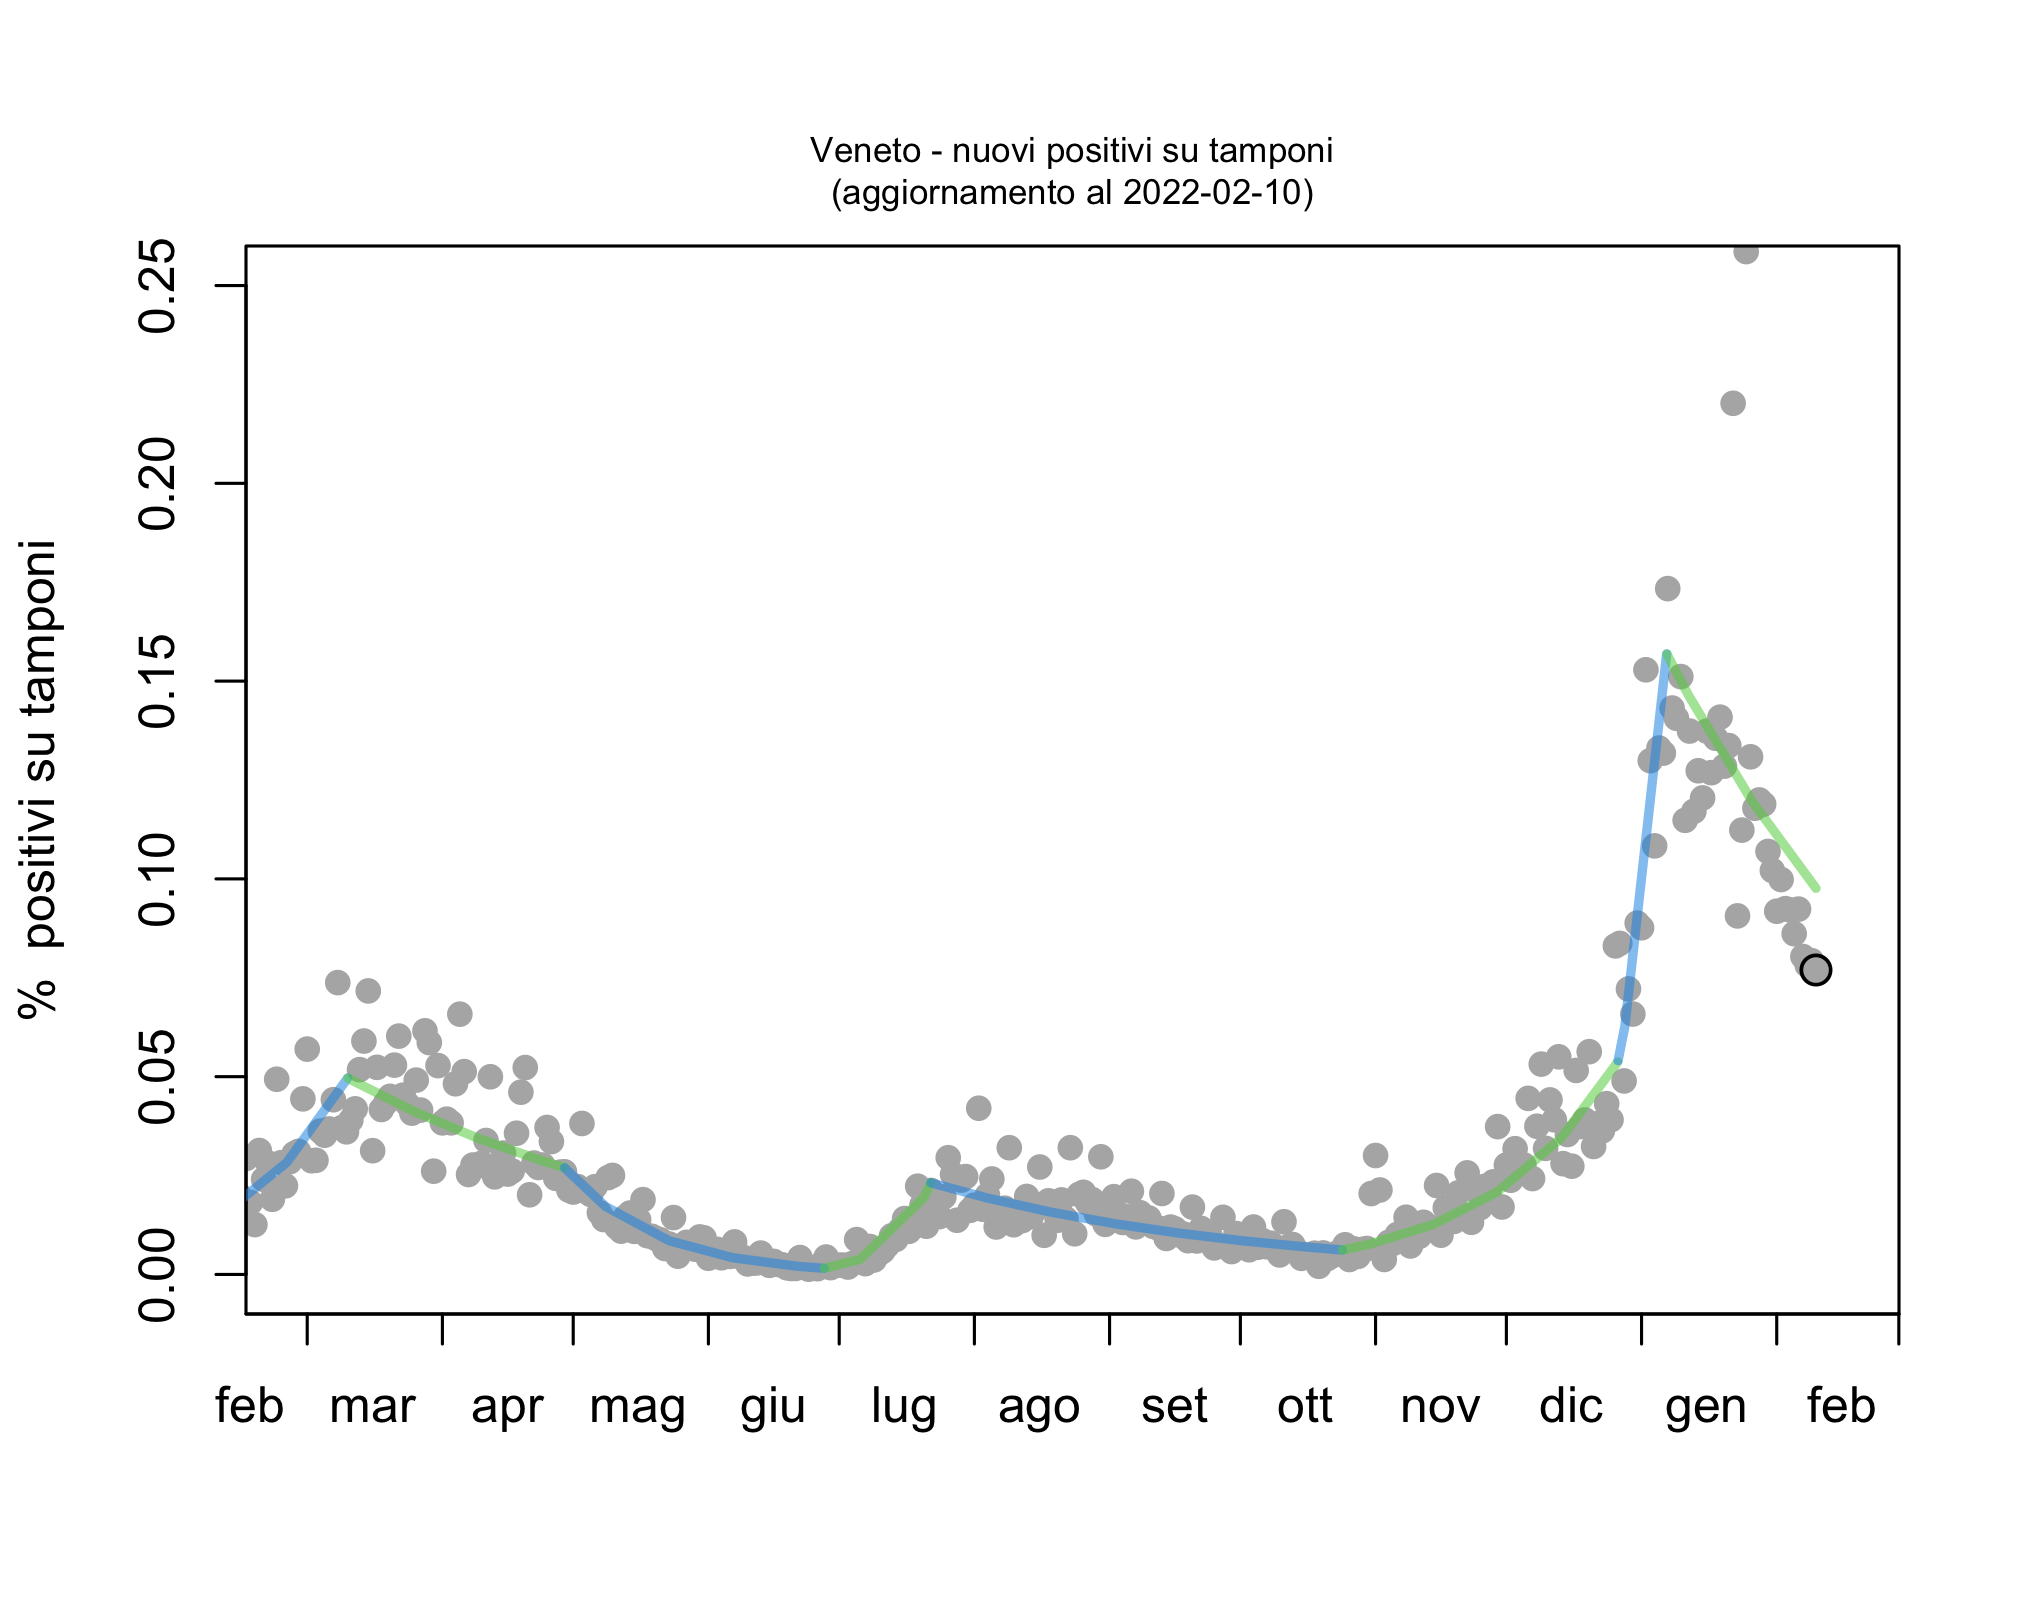 Veneto - nuovi positivi su tamponi
(aggiornamento al 2022-02-10)
% positivi su tamponi
0.25
0.20
0.15
0.10
0.05
0.00
feb mar apr mag giu lug ago set ott nov dic gen feb